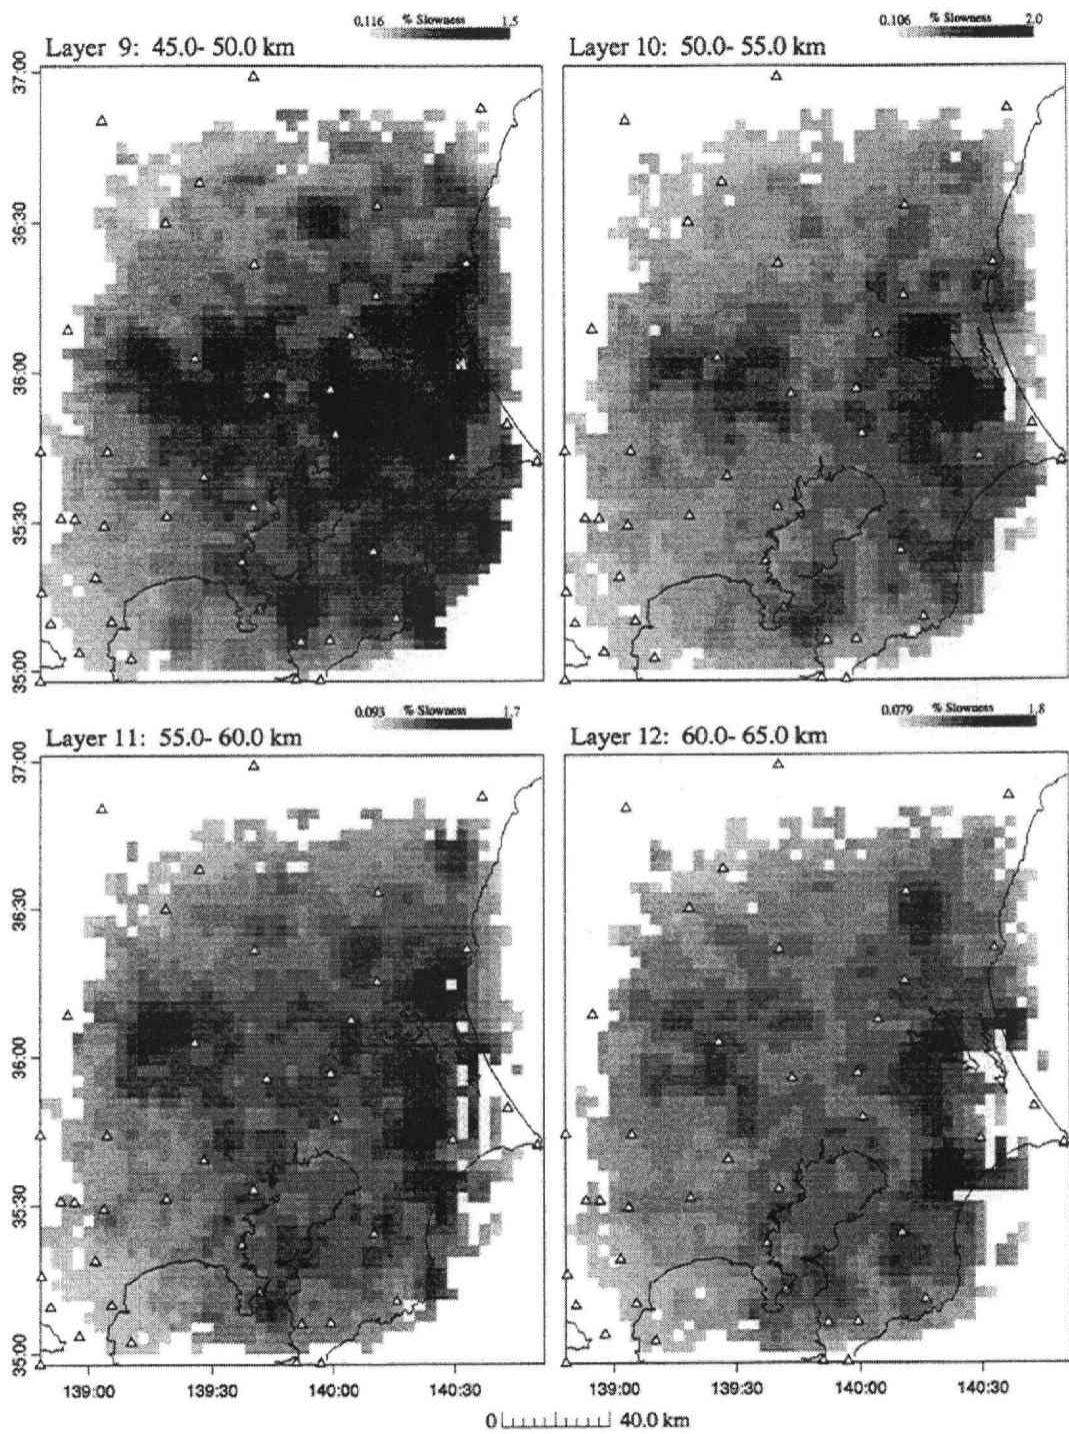 0.116 % Slowness 1.5
Layer 9: 45.0- 50.0 km
0.106 % Slowness 2.0
Layer 10: 50.0- 55.0 km
37:00
36:30
36:00
35:30
35:00
0.093 % Slowness 1.7
Layer 11: 55.0- 60.0 km
0.079 % Slowness 1.8
Layer 12: 60.0- 65.0 km
37:00
36:30
36:00
35:30
35:00
139:00 139:30 140:00 140:30
139:00 139:30 140:00 140:30
0 40.0 km